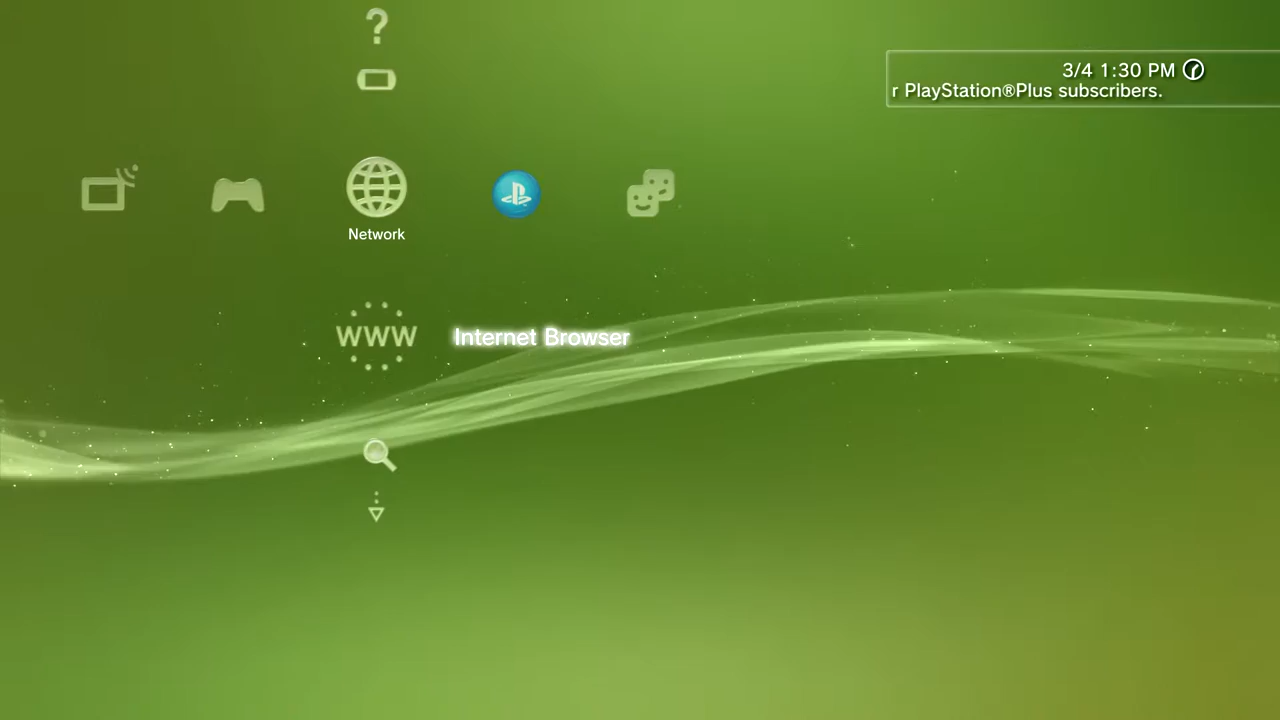 ?
3/4 1:30 PM
r PlayStation®Plus subscribers.
Network
WWW
Internet Browser